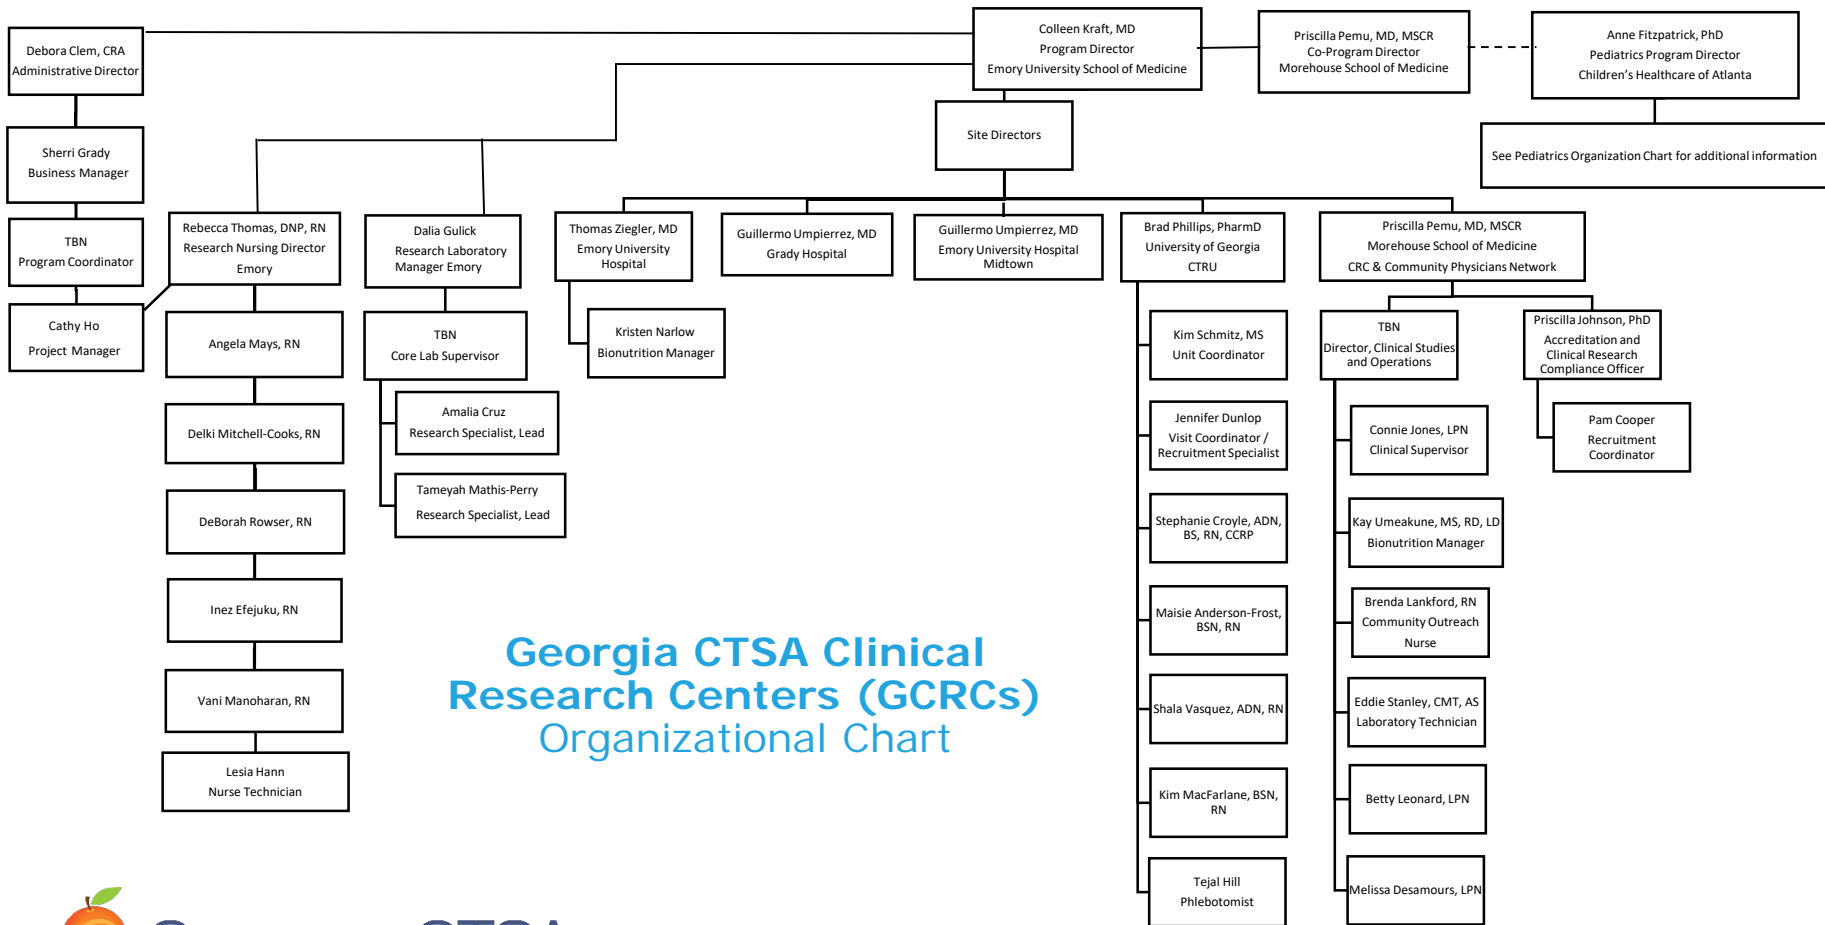 Colleen Kraft, MD
Program Director
Emory University School of Medicine
Priscilla Pemu, MD, MSCR
Co-Program Director
Morehouse School of Medicine
Anne Fitzpatrick, PhD
Pediatrics Program Director
Children's Healthcare of Atlanta
See Pediatrics Organization Chart for additional information
Debora Clem, CRA
Administrative Director
Sherri Grady
Business Manager
TBN
Program Coordinator
Cathy Ho
Project Manager
Site Directors
Rebecca Thomas, DNP, RN
Research Nursing Director
Emory
Angela Mays, RN
Delki Mitchell-Cooks, RN
DeBorah Rowser, RN
Inez Efejuku, RN
Vani Manoharan, RN
Lesia Hann
Nurse Technician
Dalia Gulick
Research Laboratory
Manager Emory
TBN
Core Lab Supervisor
Amalia Cruz
Research Specialist, Lead
Tameyah Mathis-Perry
Research Specialist, Lead
Thomas Ziegler, MD
Emory University
Hospital
Kristen Narlow
Bionutrition Manager
Guillermo Umpierrez, MD
Grady Hospital
Guillermo Umpierrez, MD
Emory University Hospital
Midtown
Brad Phillips, PharmD
University of Georgia
CTRU
Kim Schmitz, MS
Unit Coordinator
Jennifer Dunlop
Visit Coordinator /
Recruitment Specialist
Stephanie Croyle, ADN,
BS, RN, CCRP
Maisie Anderson-Frost,
BSN, RN
Shala Vasquez, ADN, RN
Kim MacFarlane, BSN,
RN
Tejal Hill
Phlebotomist
Priscilla Pemu, MD, MSCR
Morehouse School of Medicine
CRC & Community Physicians Network
TBN
Director, Clinical Studies
and Operations
Connie Jones, LPN
Clinical Supervisor
Kay Umeakune, MS, RD, LD
Bionutrition Manager
Brenda Lankford, RN
Community Outreach
Nurse
Eddie Stanley, CMT, AS
Laboratory Technician
Betty Leonard, LPN
Melissa Desamours, LPN
Priscilla Johnson, PhD
Accreditation and
Clinical Research
Compliance Officer
Pam Cooper
Recruitment
Coordinator
Georgia CTSA Clinical
Research Centers (GCRCs)
Organizational Chart